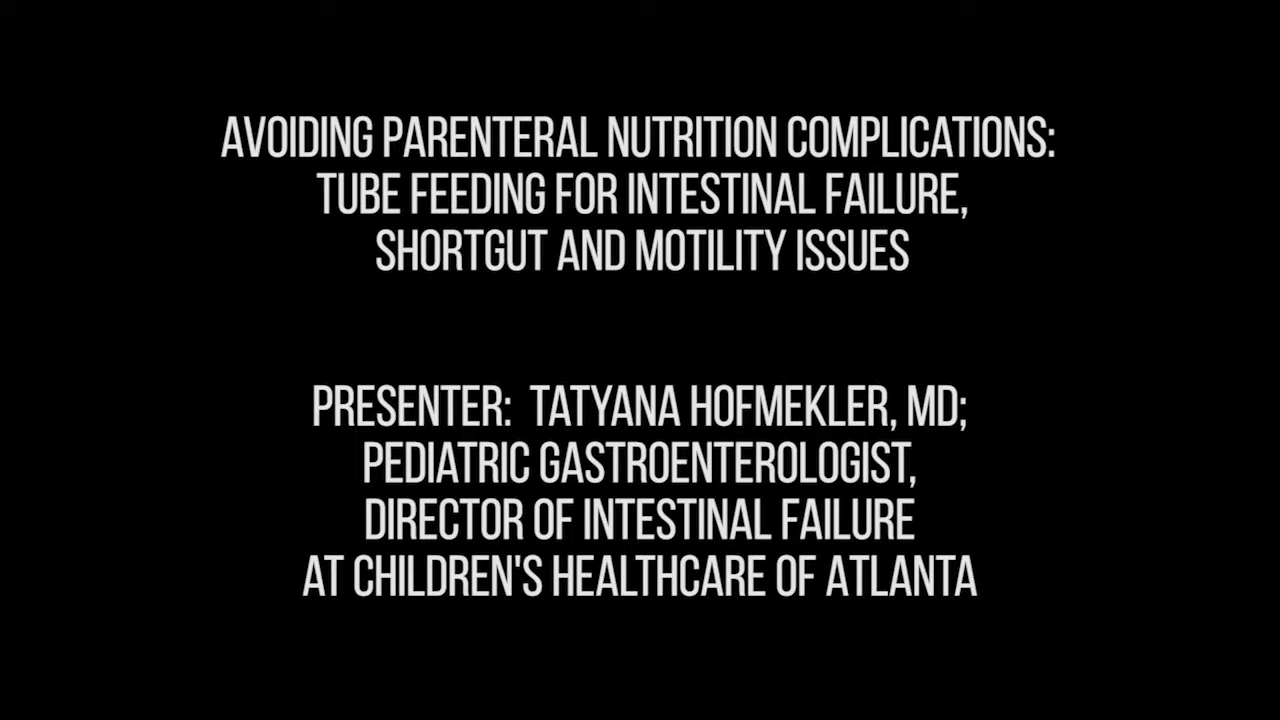 AVOIDING PARENTERAL NUTRITION COMPLICATIONS:
TUBE FEEDING FOR INTESTINAL FAILURE,
SHORTGUT AND MOTILITY ISSUES
PRESENTER: TATYANA HOFMEKLER, MD;
PEDIATRIC GASTROENTEROLOGIST,
DIRECTOR OF INTESTINAL FAILURE
AT CHILDREN'S HEALTHCARE OF ATLANTA